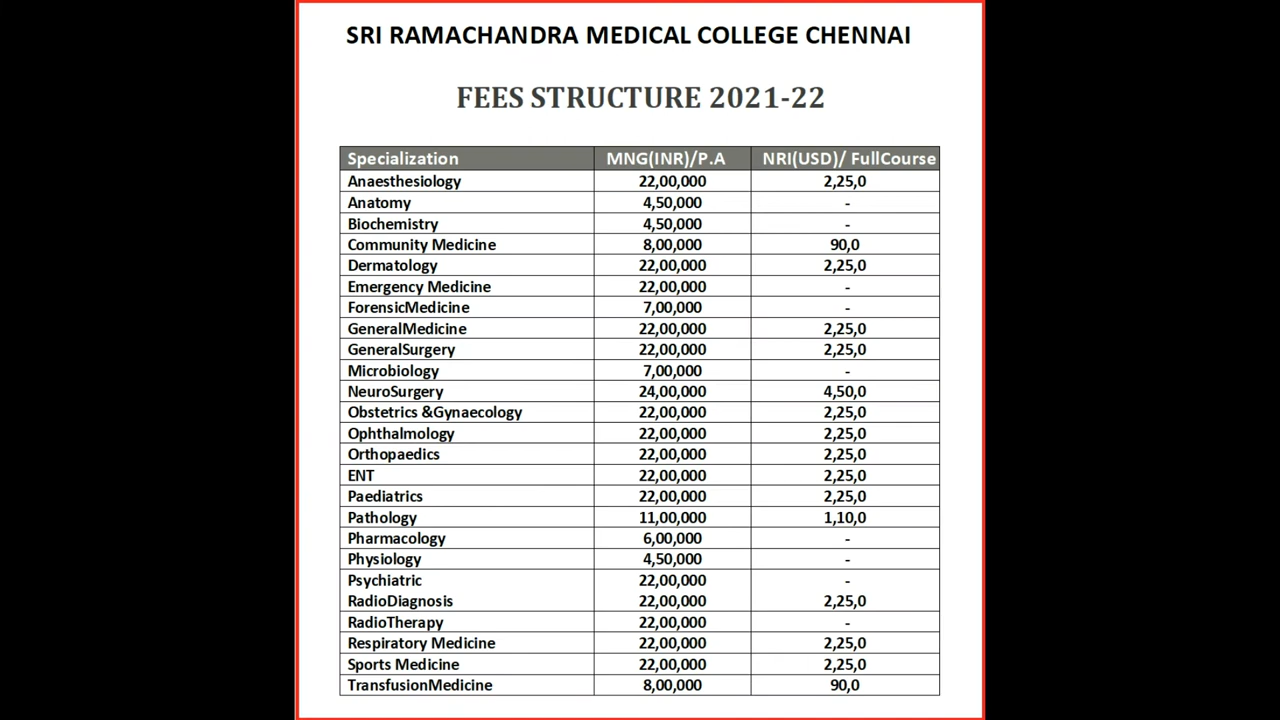 SRI RAMACHANDRA MEDICAL COLLEGE CHENNAI
FEES STRUCTURE 2021-22
Specialization MNG(INR)/P.A NRI(USD)/ FullCourse
Anaesthesiology 22,00,000 2,25,0
Anatomy 4,50,000 -
Biochemistry 4,50,000 -
Community Medicine 8,00,000 90,0
Dermatology 22,00,000 2,25,0
Emergency Medicine 22,00,000 -
ForensicMedicine 7,00,000 -
GeneralMedicine 22,00,000 2,25,0
GeneralSurgery 22,00,000 2,25,0
Microbiology 7,00,000 -
NeuroSurgery 24,00,000 4,50,0
Obstetrics &Gynaecology 22,00,000 2,25,0
Ophthalmology 22,00,000 2,25,0
Orthopaedics 22,00,000 2,25,0
ENT 22,00,000 2,25,0
Paediatrics 22,00,000 2,25,0
Pathology 11,00,000 1,10,0
Pharmacology 6,00,000 -
Physiology 4,50,000 -
Psychiatric 22,00,000 -
RadioDiagnosis 22,00,000 2,25,0
RadioTherapy 22,00,000 -
Respiratory Medicine 22,00,000 2,25,0
Sports Medicine 22,00,000 2,25,0
TransfusionMedicine 8,00,000 90,0